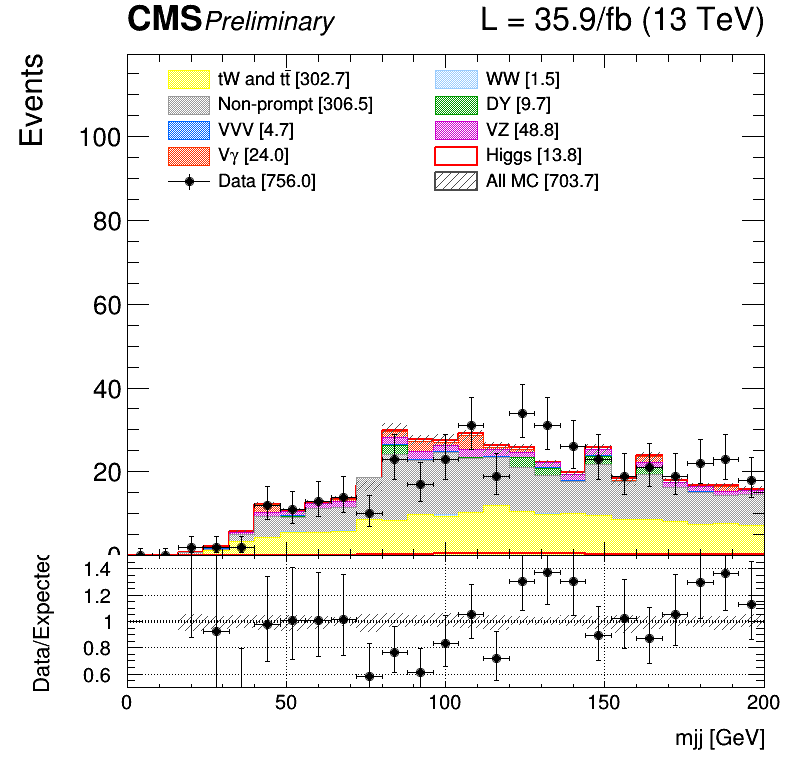 CMS Preliminary L = 35.9/fb (13 TeV)
Events
tW and tt̄ [302.7] WW [1.5]
Non-prompt [306.5] DY [9.7]
VVV [4.7] VZ [48.8]
Vγ [24.0] Higgs [13.8]
Data [756.0] All MC [703.7]
100
80
60
40
20
0
Data/Expected
1.4
1.2
1
0.8
0.6
0 50 100 150 200
mjj [GeV]